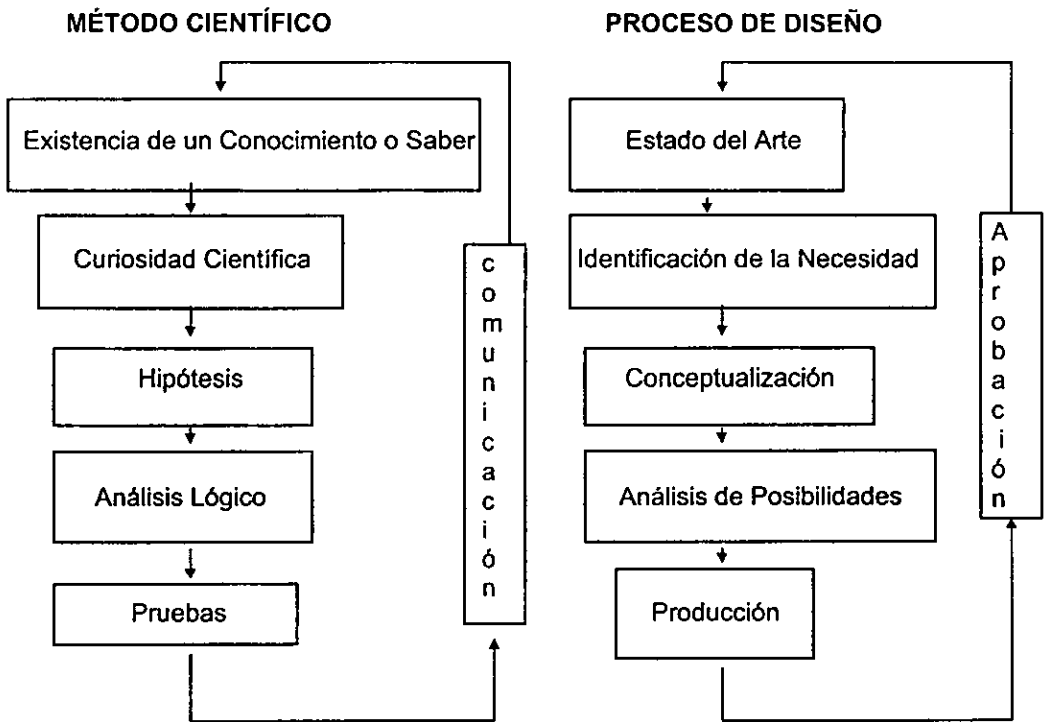 MÉTODO CIENTÍFICO
Existencia de un Conocimiento o Saber
Curiosidad Científica
Hipótesis
Análisis Lógico
Pruebas
comunicación
PROCESO DE DISEÑO
Estado del Arte
Identificación de la Necesidad
Conceptualización
Análisis de Posibilidades
Producción
Aprobación